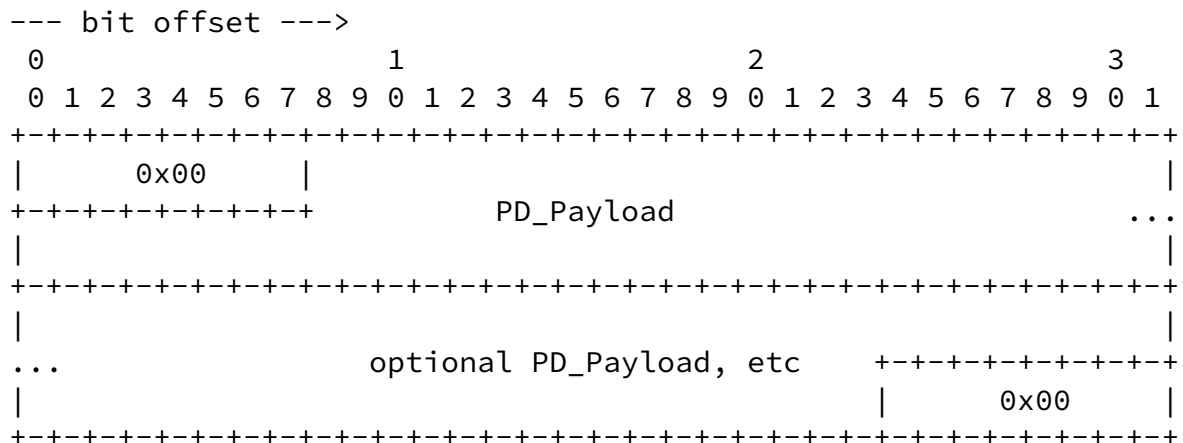 --- bit offset --->
 0                   1                   2                   3
 0 1 2 3 4 5 6 7 8 9 0 1 2 3 4 5 6 7 8 9 0 1 2 3 4 5 6 7 8 9 0 1
+-+-+-+-+-+-+-+-+-+-+-+-+-+-+-+-+-+-+-+-+-+-+-+-+-+-+-+-+-+-+-+-+
|      0x00     |                                               |
+-+-+-+-+-+-+-+-+          PD_Payload                         ...
|                                                               |
+-+-+-+-+-+-+-+-+-+-+-+-+-+-+-+-+-+-+-+-+-+-+-+-+-+-+-+-+-+-+-+-+
|                                                               |
...                 optional PD_Payload, etc    +-+-+-+-+-+-+-+-+
|                                               |      0x00     |
+-+-+-+-+-+-+-+-+-+-+-+-+-+-+-+-+-+-+-+-+-+-+-+-+-+-+-+-+-+-+-+-+